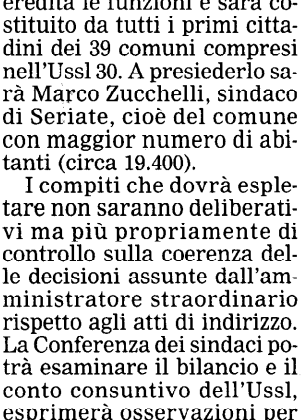 eredita le funzioni e sarà co-
stituito da tutti i primi citta-
dini dei 39 comuni compresi
nell'Ussl 30. A presiederlo sa-
rà Marco Zucchelli, sindaco
di Seriate, cioè del comune
con maggior numero di abi-
tanti (circa 19.400).
I compiti che dovrà esple-
tare non saranno deliberati-
vi ma più propriamente di
controllo sulla coerenza del-
le decisioni assunte dall'am-
ministratore straordinario
rispetto agli atti di indirizzo.
La Conferenza dei sindaci po-
trà esaminare il bilancio e il
conto consuntivo dell'Ussl,
esprimerà osservazioni per